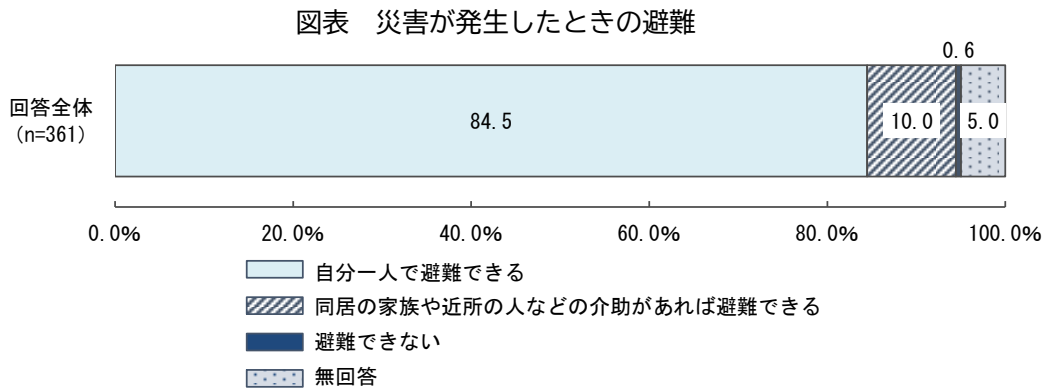 図表　災害が発生したときの避難
0.6
回答全体
（n=361）
84.5
10.0
5.0
0.0%
20.0%
40.0%
60.0%
80.0%
100.0%
自分一人で避難できる
同居の家族や近所の人などの介助があれば避難できる
避難できない
無回答